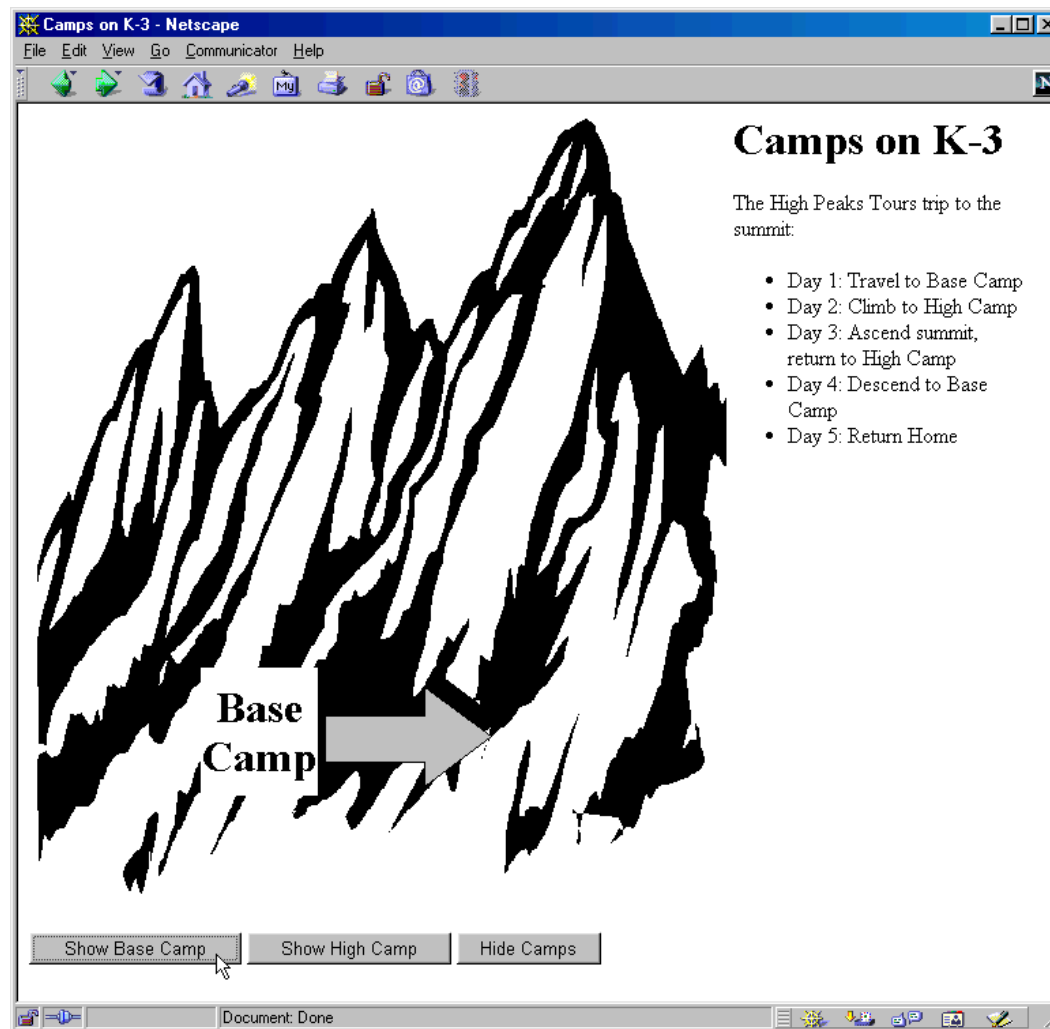 Camps on K-3 - Netscape
File Edit View Go Communicator Help
My
N
Camps on K-3
The High Peaks Tours trip to the
summit:
• Day 1: Travel to Base Camp
• Day 2: Climb to High Camp
• Day 3: Ascend summit,
return to High Camp
• Day 4: Descend to Base
Camp
• Day 5: Return Home
Base
Camp
Show Base Camp Show High Camp Hide Camps
Document: Done